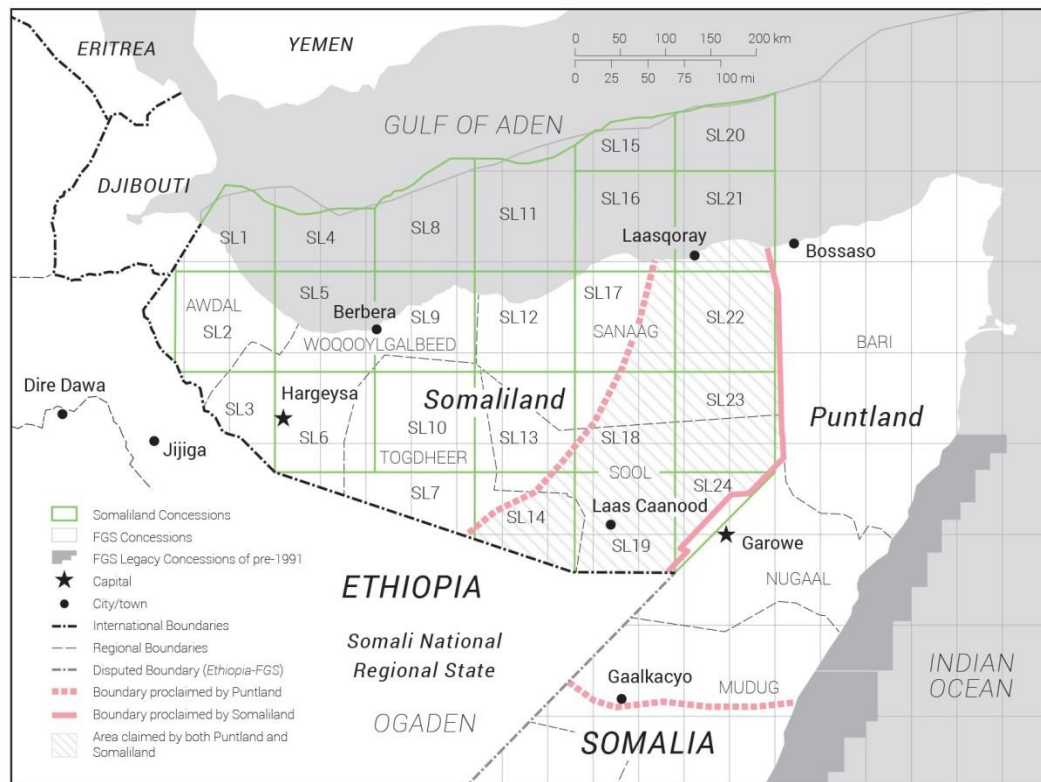 ERITREA
YEMEN
0 50 100 150 200 km
0 25 50 75 100 mi
GULF OF ADEN
DJIBOUTI
SL15
SL20
SL1
SL4
SL8
SL11
SL16
SL21
Laasqoray
Bossaso
SL5
Berbera
SL9
SL12
SL17
SL22
AWDAL
SL2
WOQOOYLGALBEED
SANAAG
BARI
Dire Dawa
Jijiga
SL3
Hargeysa
SL6
Somaliland
SL10
TOGDHEER
SL13
SL18
SL23
Puntland
SOOL
SL7
SL14
Laas Caanood
SL19
SL24
Garowe
NUGAAL
ETHIOPIA
Somali National
Regional State
OGADEN
Gaalkacyo
MUDUG
SOMALIA
INDIAN
OCEAN
Somaliland Concessions
FGS Concessions
FGS Legacy Concessions of pre-1991
Capital
City/town
International Boundaries
Regional Boundaries
Disputed Boundary (Ethiopia-FGS)
Boundary proclaimed by Puntland
Boundary proclaimed by Somaliland
Area claimed by both Puntland and
Somaliland